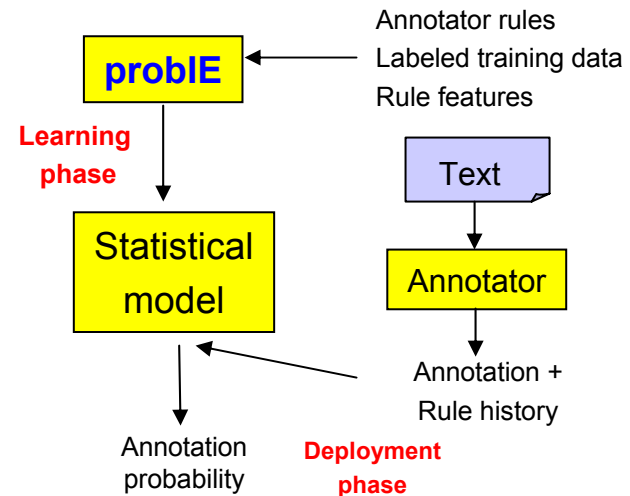 Annotator rules
Labeled training data
Rule features
probIE
Learning
phase
Text
Statistical
model
Annotator
Annotation +
Rule history
Annotation
probability
Deployment
phase